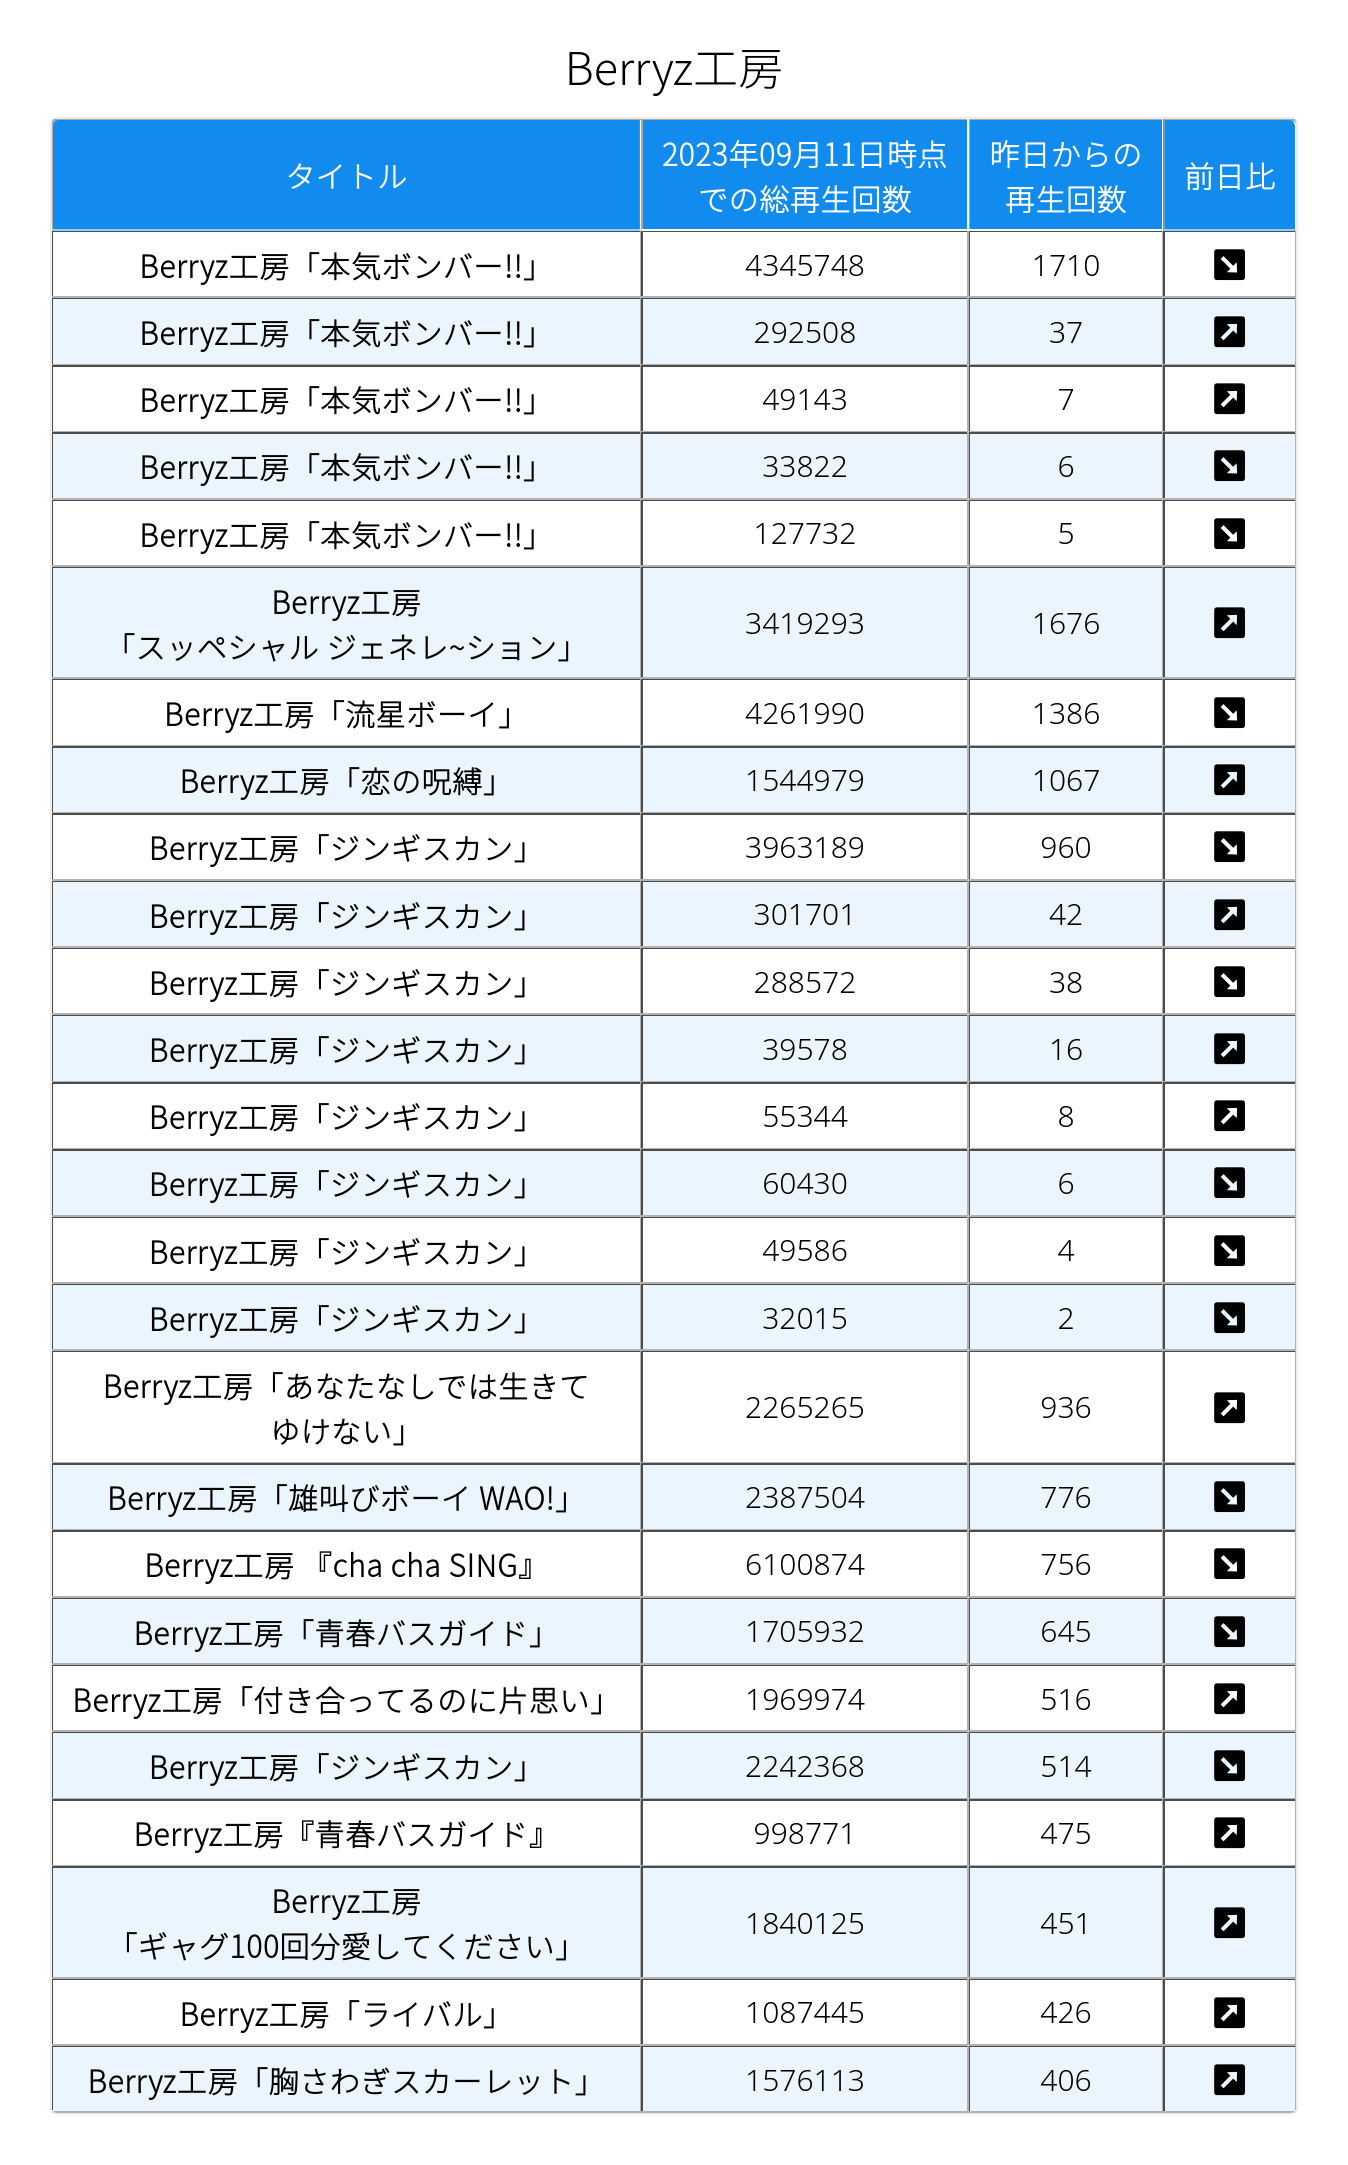 Berryz工房
タイトル
2023年09月11日時点
での総再生回数
昨日からの
再生回数
前日比
Berryz工房「本気ボンバー!!」 4345748 1710
Berryz工房「本気ボンバー!!」 292508 37
Berryz工房「本気ボンバー!!」 49143 7
Berryz工房「本気ボンバー!!」 33822 6
Berryz工房「本気ボンバー!!」 127732 5
Berryz工房
「スッペシャル ジェネレ~ション」 3419293 1676
Berryz工房「流星ボーイ」 4261990 1386
Berryz工房「恋の呪縛」 1544979 1067
Berryz工房「ジンギスカン」 3963189 960
Berryz工房「ジンギスカン」 301701 42
Berryz工房「ジンギスカン」 288572 38
Berryz工房「ジンギスカン」 39578 16
Berryz工房「ジンギスカン」 55344 8
Berryz工房「ジンギスカン」 60430 6
Berryz工房「ジンギスカン」 49586 4
Berryz工房「ジンギスカン」 32015 2
Berryz工房「あなたなしでは生きて
ゆけない」 2265265 936
Berryz工房「雄叫びボーイ WAO!」 2387504 776
Berryz工房 『cha cha SING』 6100874 756
Berryz工房「青春バスガイド」 1705932 645
Berryz工房「付き合ってるのに片思い」 1969974 516
Berryz工房「ジンギスカン」 2242368 514
Berryz工房『青春バスガイド』 998771 475
Berryz工房
「ギャグ100回分愛してください」 1840125 451
Berryz工房「ライバル」 1087445 426
Berryz工房「胸さわぎスカーレット」 1576113 406